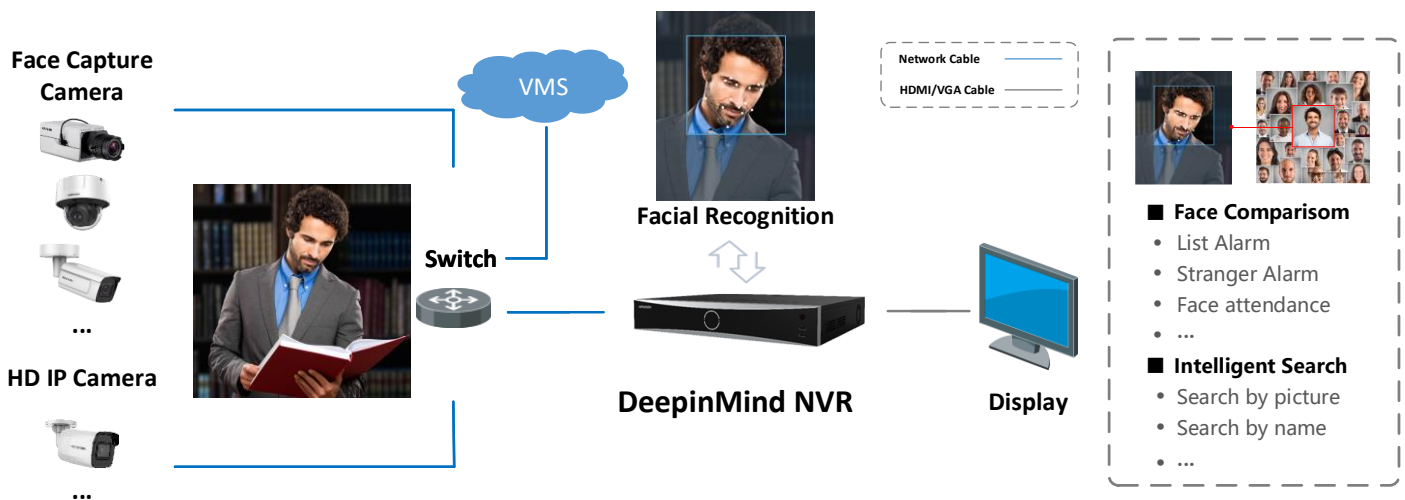 Face Capture
Camera
...
HD IP Camera
...
VMS
Switch
Facial Recognition
DeepinMind NVR
Display
Network Cable
HDMI/VGA Cable
■ Face Comparisom
• List Alarm
• Stranger Alarm
• Face attendance
• ...
■ Intelligent Search
• Search by picture
• Search by name
• ...